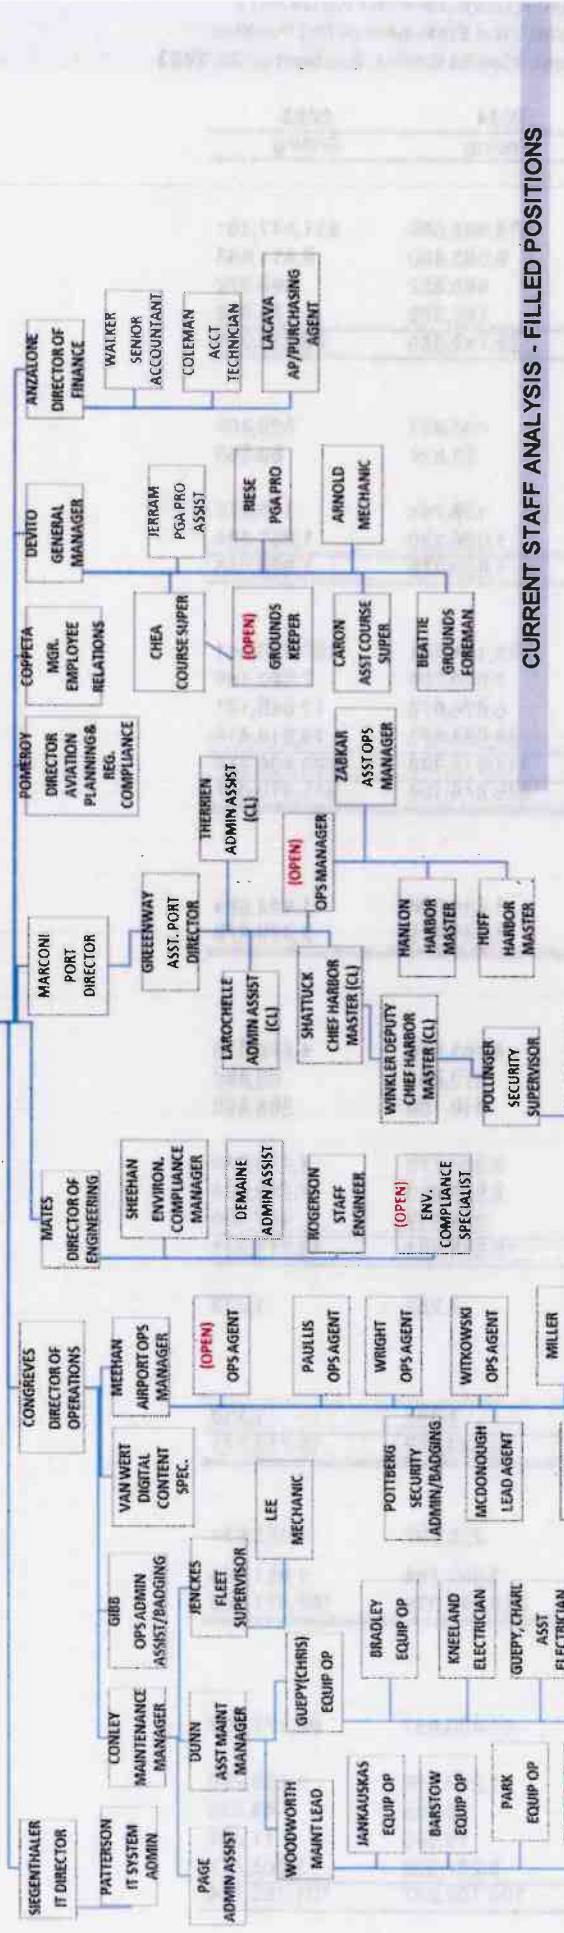 SIEGENTHALER
IT DIRECTOR
PATTERSON
IT SYSTEM
ADMIN
CONGREVES
DIRECTOR OF
OPERATIONS
CONLEY
MAINTENANCE
MANAGER
GIBB
OPS ADMIN
ASSIST/BADGING
VAN WERT
DIGITAL
CONTENT
SPEC.
MEEHAN
AIRPORT OPS
MANAGER
PAGE
ADMIN ASSIST
DUNN
ASST MAINT
MANAGER
JENCKES
FLEET
SUPERVISOR
LEE
MECHANIC
WOODWORTH
MAINT LEAD
GUEPY(CHRIS)
EQUIP OP
JANKAUSKAS
EQUIP OP
BARSTOW
EQUIP OP
PARK
EQUIP OP
BRADLEY
EQUIP OP
KNEELAND
ELECTRICIAN
GUEPY, CHARL
ASST
ELECTRICIAN
(OPEN)
OPS AGENT
PAULLIS
OPS AGENT
WRIGHT
OPS AGENT
WITKOWSKI
OPS AGENT
MILLER
POTTBERG
SECURITY
ADMIN/BADGING
MCDONOUGH
LEAD AGENT
MATES
DIRECTOR OF
ENGINEERING
SHEEHAN
ENVIRON.
COMPLIANCE
MANAGER
DEMAINE
ADMIN ASSIST
ROGERSON
STAFF
ENGINEER
(OPEN)
ENV.
COMPLIANCE
SPECIALIST
MARCONI
PORT
DIRECTOR
GREEENWAY
ASST. PORT
DIRECTOR
LAROCHELLE
ADMIN ASSIST
(CL)
THERRIEN
ADMIN ASSIST
(CL)
SHATTUCK
CHIEF HARBOR
MASTER (CL)
(OPEN)
OPS MANAGER
WINKLER DEPUTY
CHIEF HARBOR
MASTER (CL)
POLLINGER
SECURITY
SUPERVISOR
ZABKAR
ASST OPS
MANAGER
HANLON
HARBOR
MASTER
HUFF
HARBOR
MASTER
POMEROY
DIRECTOR
AVIATION
PLANNING&
REG.
COMPLIANCE
COPPETA
MGR.
EMPLOYEE
RELATIONS
DEVITO
GENERAL
MANAGER
CHEA
COURSE SUPER
JERRAM
PGA PRO
ASSIST
(OPEN)
GROUNDS
KEEPER
RIESE
PGA PRO
CARON
ASST COURSE
SUPER
ARNOLD
MECHANIC
BEATTIE
GROUNDS
FOREMAN
ANZALONE
DIRECTOR OF
FINANCE
WALKER
SENIOR
ACCOUNTANT
COLEMAN
ACCT
TECHNICIAN
LACAVA
AP/PURCHASING
AGENT
CURRENT STAFF ANALYSIS - FILLED POSITIONS